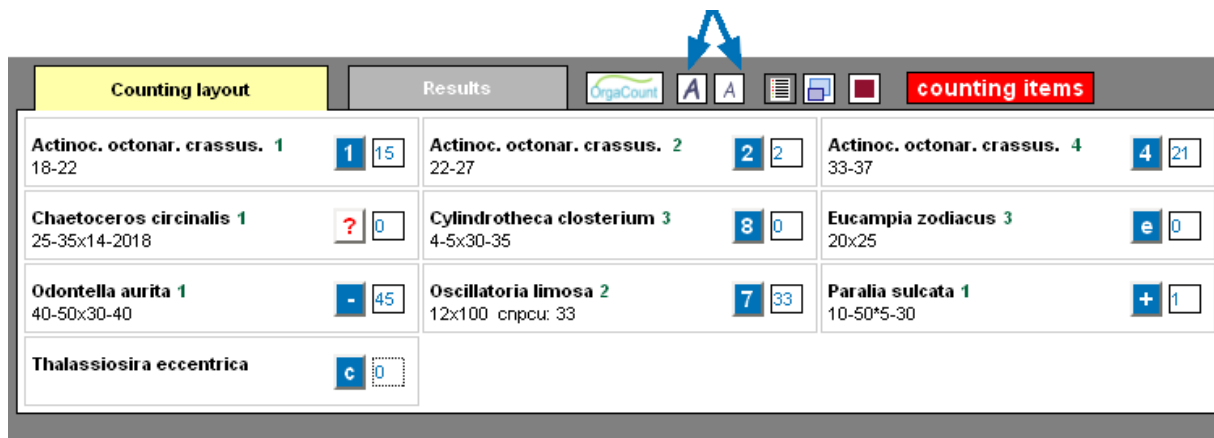 Counting layout Results OrgaCount A A counting items
Actinoc. octonar. crassus. 1 1 15 Actinoc. octonar. crassus. 2 2 2 Actinoc. octonar. crassus. 4 4 21
18-22 22-27 33-37
Chaetoceros circinalis 1 ? 0 Cylindrotheca closterium 3 8 0 Eucampia zodiacus 3 e 0
25-35x14-2018 4-5x30-35 20x25
Odontella aurita 1 - 45 Oscillatoria limosa 2 7 33 Paralia sulcata 1 + 1
40-50x30-40 12x100 cnpcu: 33 10-50*5-30
Thalassiosira eccentrica c 0